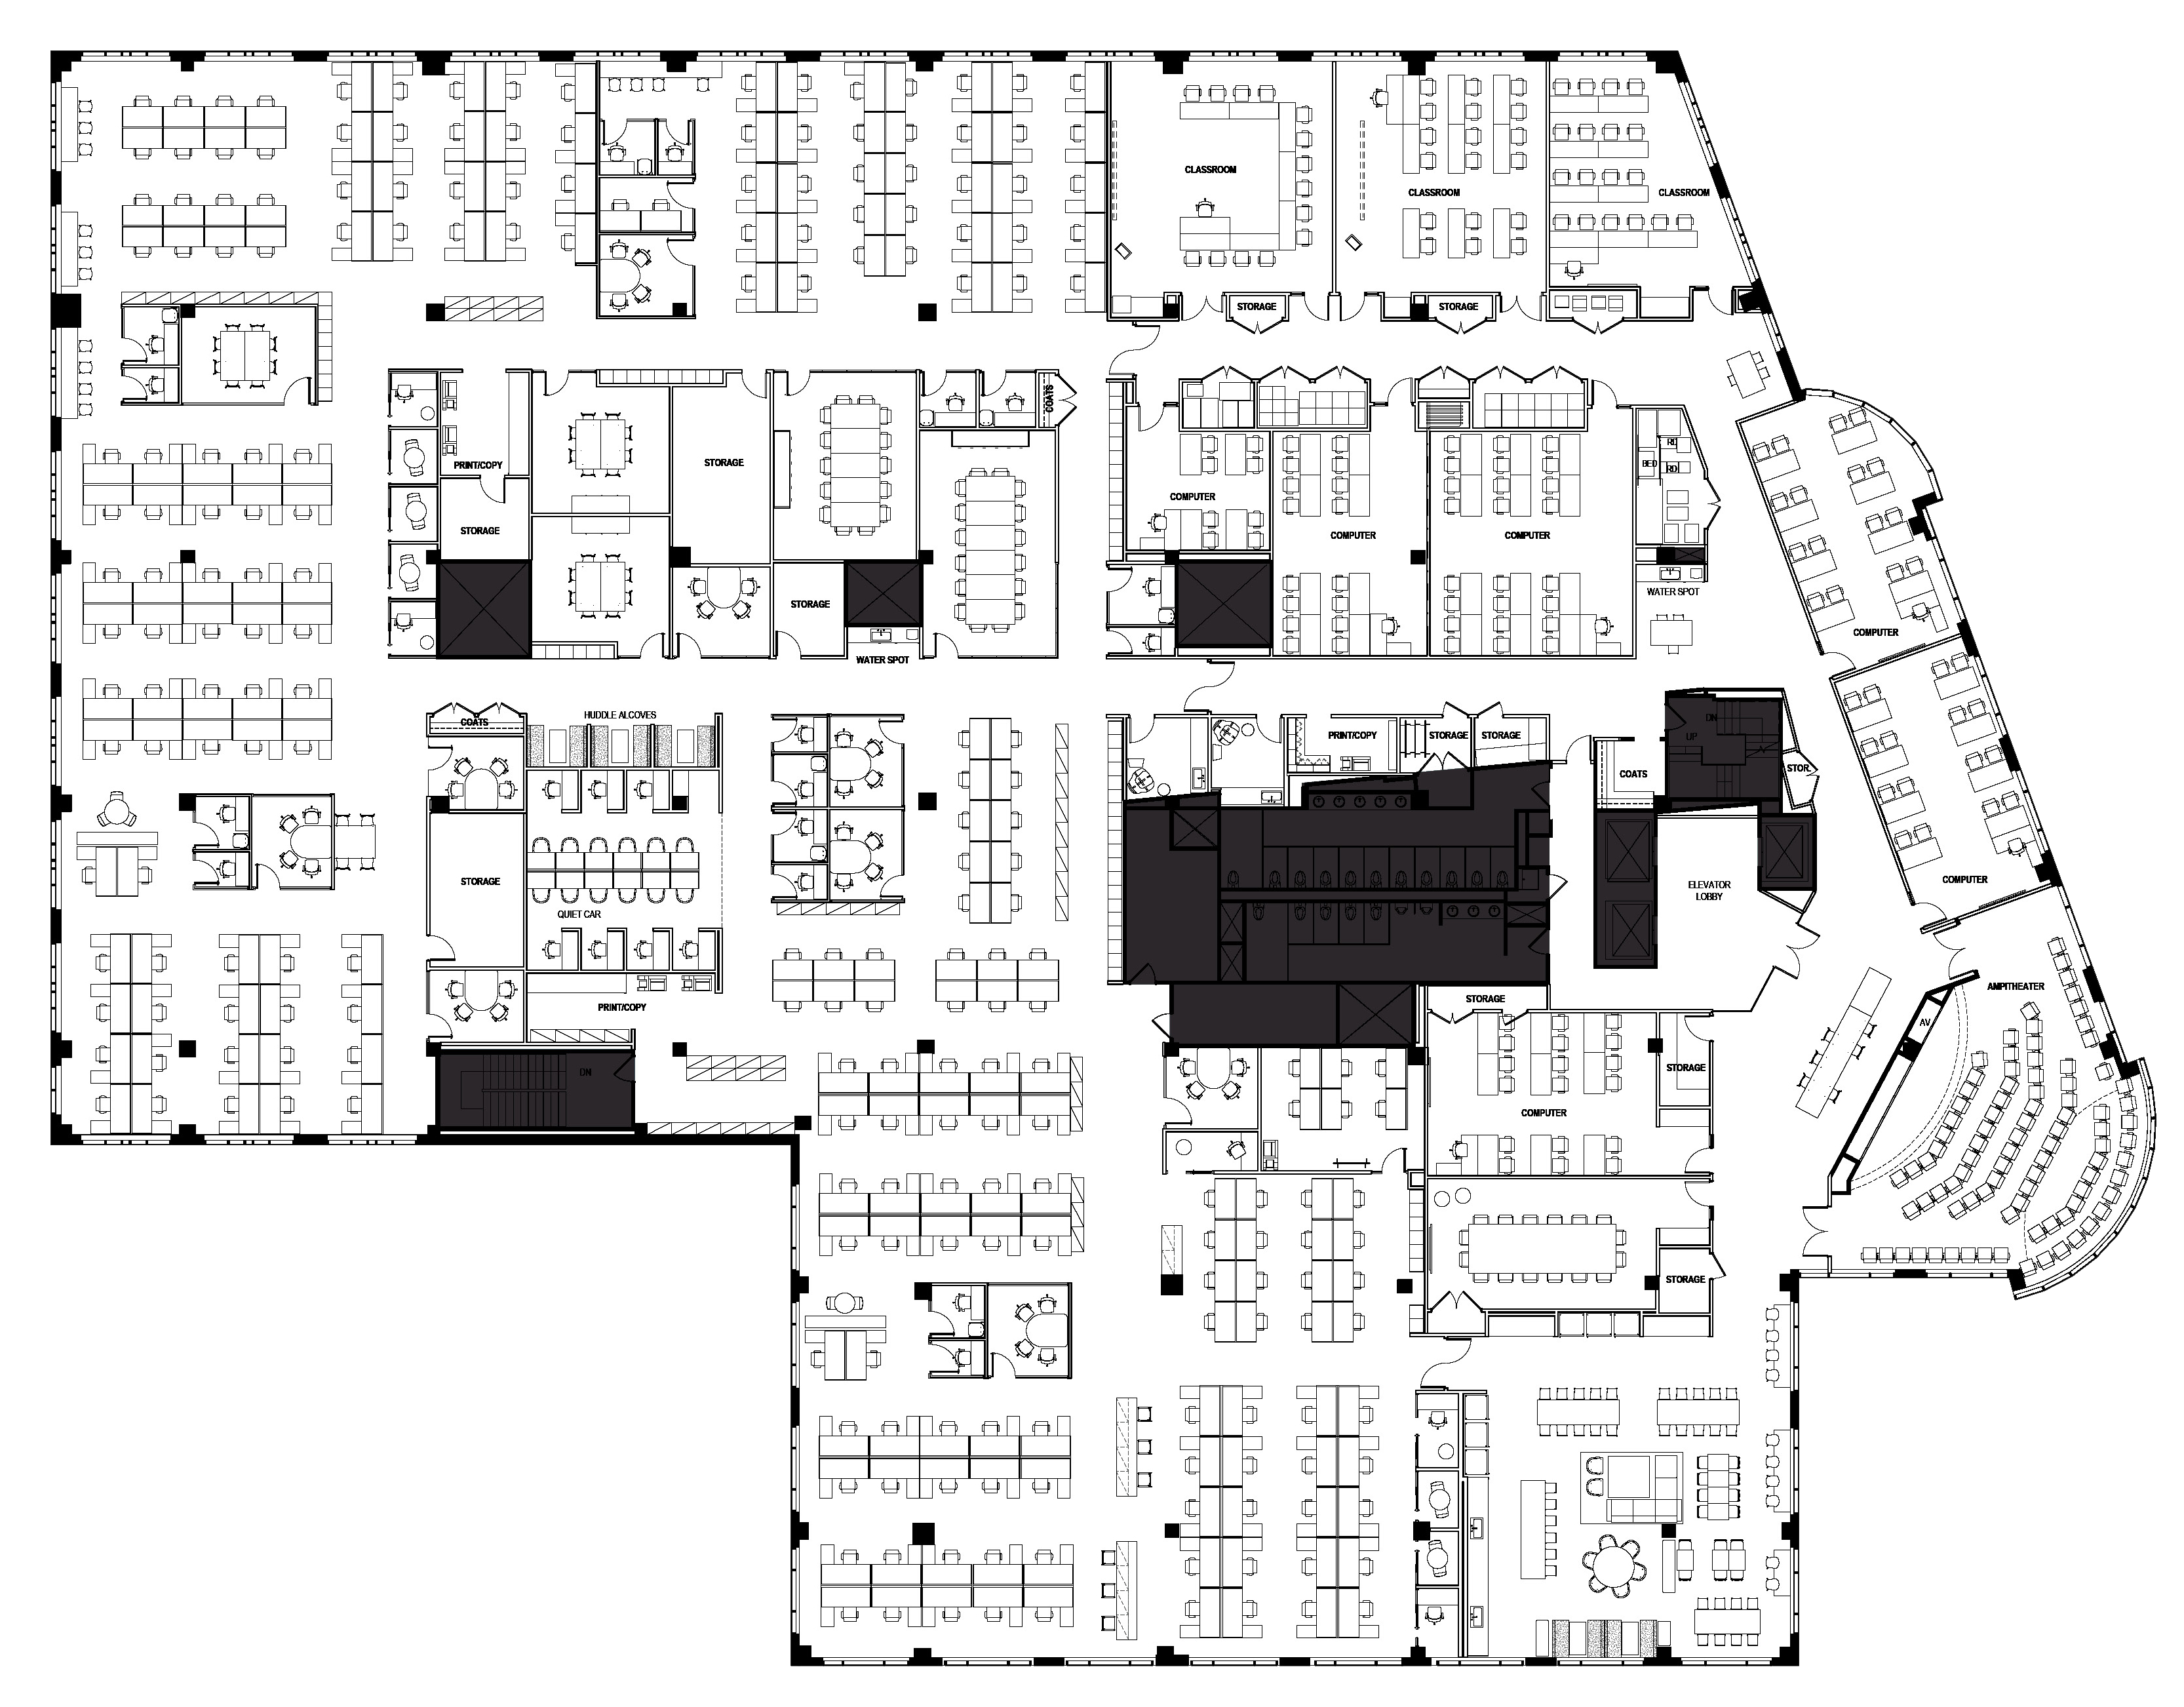 CLASSROOM
CLASSROOM
CLASSROOM
STORAGE
STORAGE
COATS
RD
BED
RD
PRINT/COPY
STORAGE
STORAGE
COMPUTER
COMPUTER
COMPUTER
WATER SPOT
STORAGE
WATER SPOT
COMPUTER
HUDDLE ALCOVES
COATS
DN
UP
PRINT/COPY
STORAGE
STORAGE
COATS
STOR.
STORAGE
ELEVATOR
LOBBY
COMPUTER
QUIET CAR
AMPITHEATER
STORAGE
PRINT/COPY
AV
DN
STORAGE
COMPUTER
STORAGE